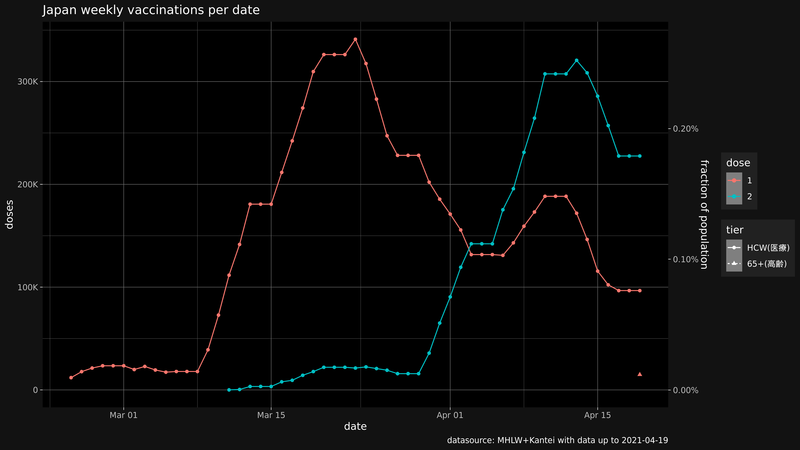 Japan weekly vaccinations per date
300K
200K
100K
0
doses
0.20%
0.10%
0.00%
fraction of population
Mar 01
Mar 15
Apr 01
Apr 15
date
dose
1
2
tier
HCW(医療)
65+(高齢)
datasource: MHLW+Kantei with data up to 2021-04-19